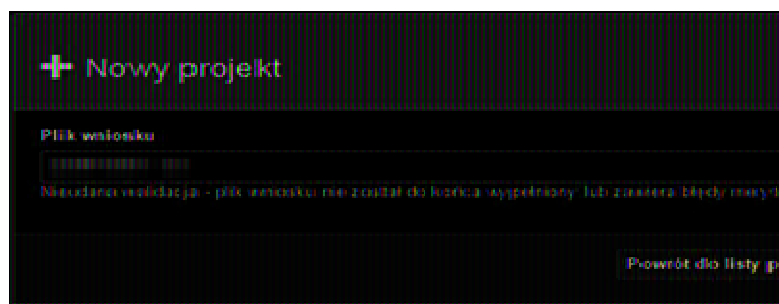 Nowy projekt
Plik wniosku
Nieudana walidacja - plik wniosku nie został do końca wypełniony lub zawiera błędy
Powrót do listy